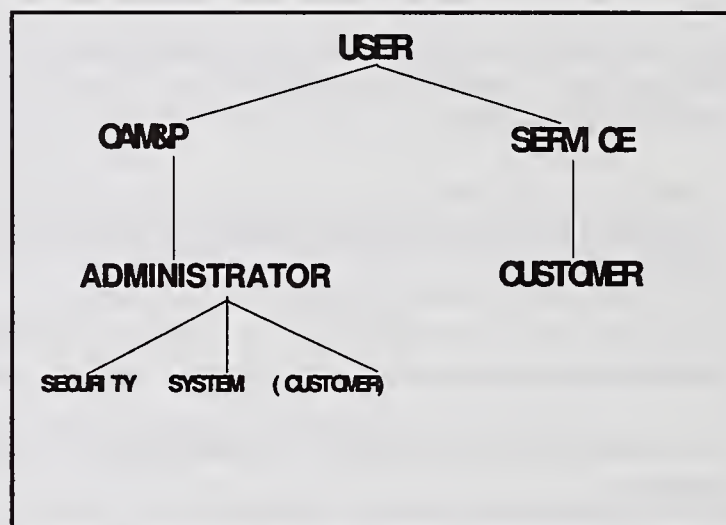 USER
OAM&P SERVICE
ADMINISTRATOR CUSTOMER
SECURITY SYSTEM (CUSTOMER)